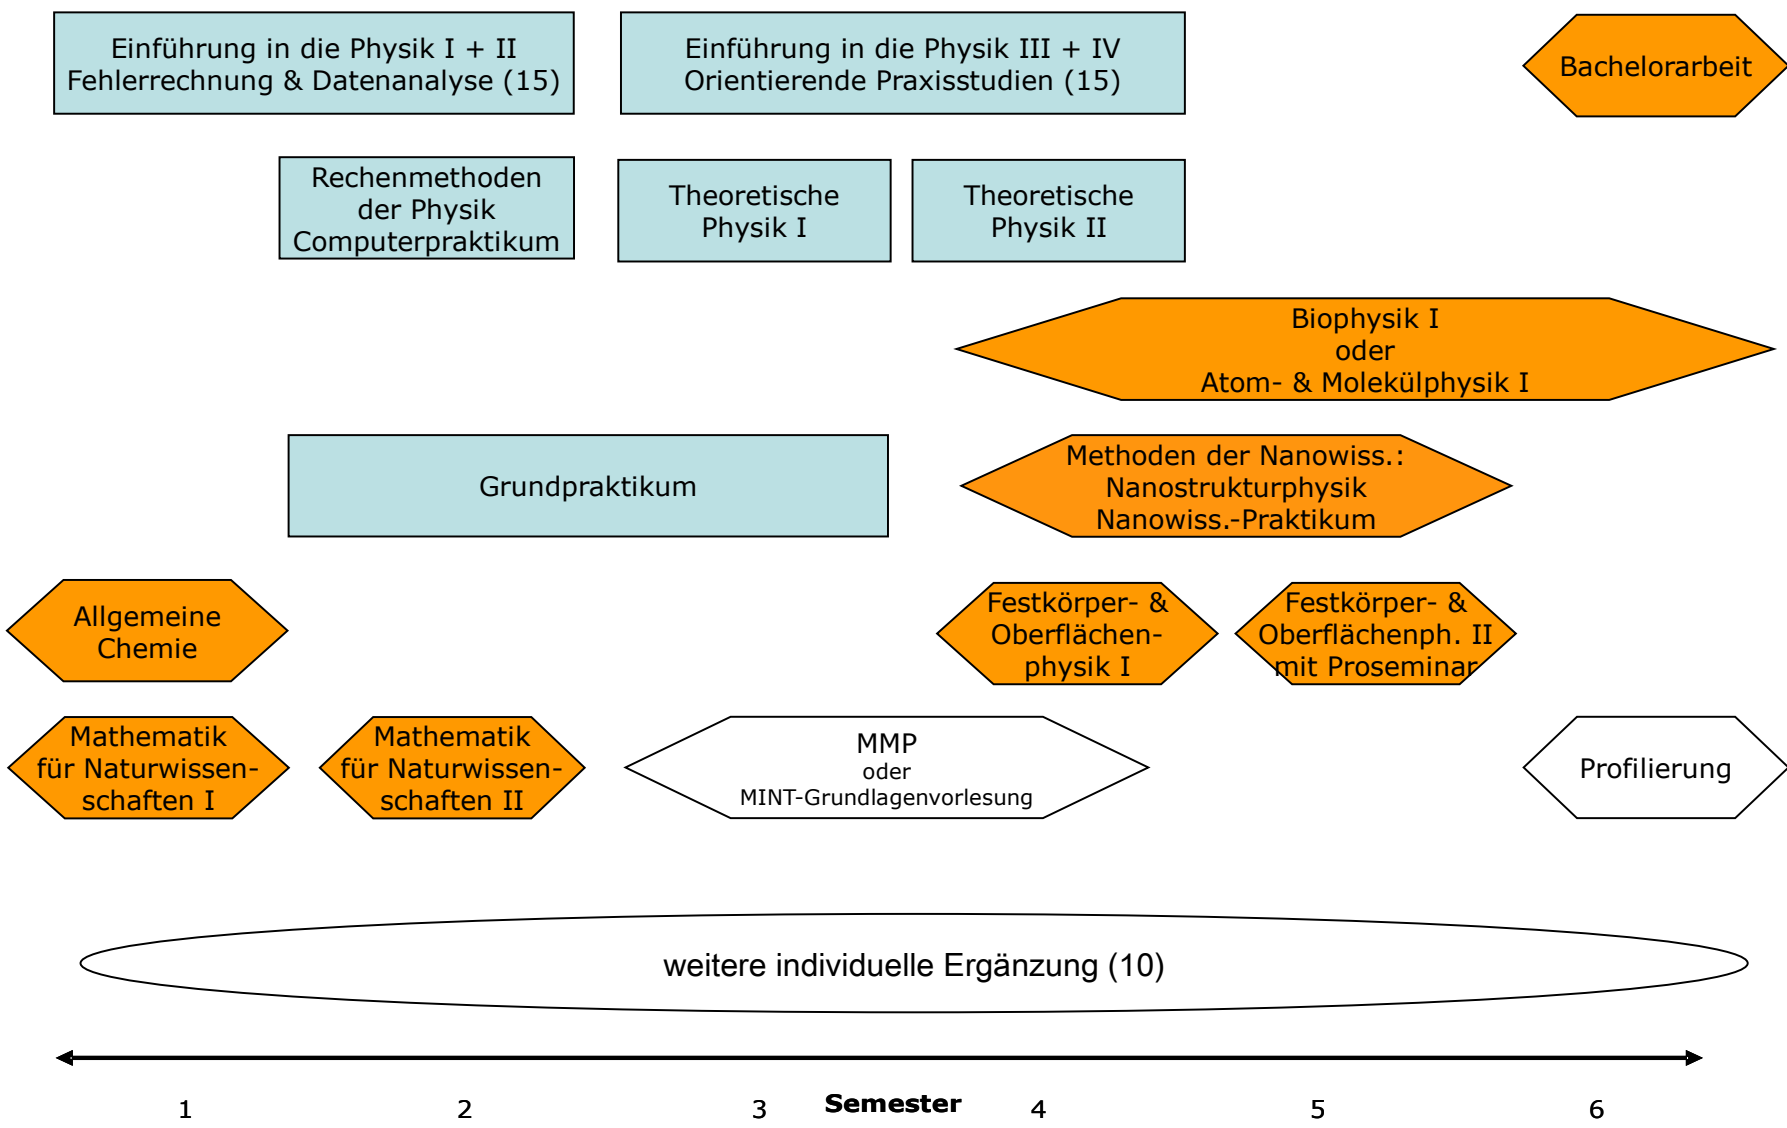 Einführung in die Physik I + II
Fehlerrechnung & Datenanalyse (15)
Einführung in die Physik III + IV
Orientierende Praxisstudien (15)
Bachelorarbeit
Rechenmethoden
der Physik
Computerpraktikum
Theoretische
Physik I
Theoretische
Physik II
Biophysik I
oder
Atom- & Molekülphysik I
Grundpraktikum
Methoden der Nanowiss.:
Nanostrukturphysik
Nanowiss.-Praktikum
Allgemeine
Chemie
Festkörper- &
Oberflächen-
physik I
Festkörper- &
Oberflächenph. II
mit Proseminar
Mathematik
für Naturwissen-
schaften I
Mathematik
für Naturwissen-
schaften II
MMP
oder
MINT-Grundlagenvorlesung
Profilierung
weitere individuelle Ergänzung (10)
1 2 3 Semester 4 5 6